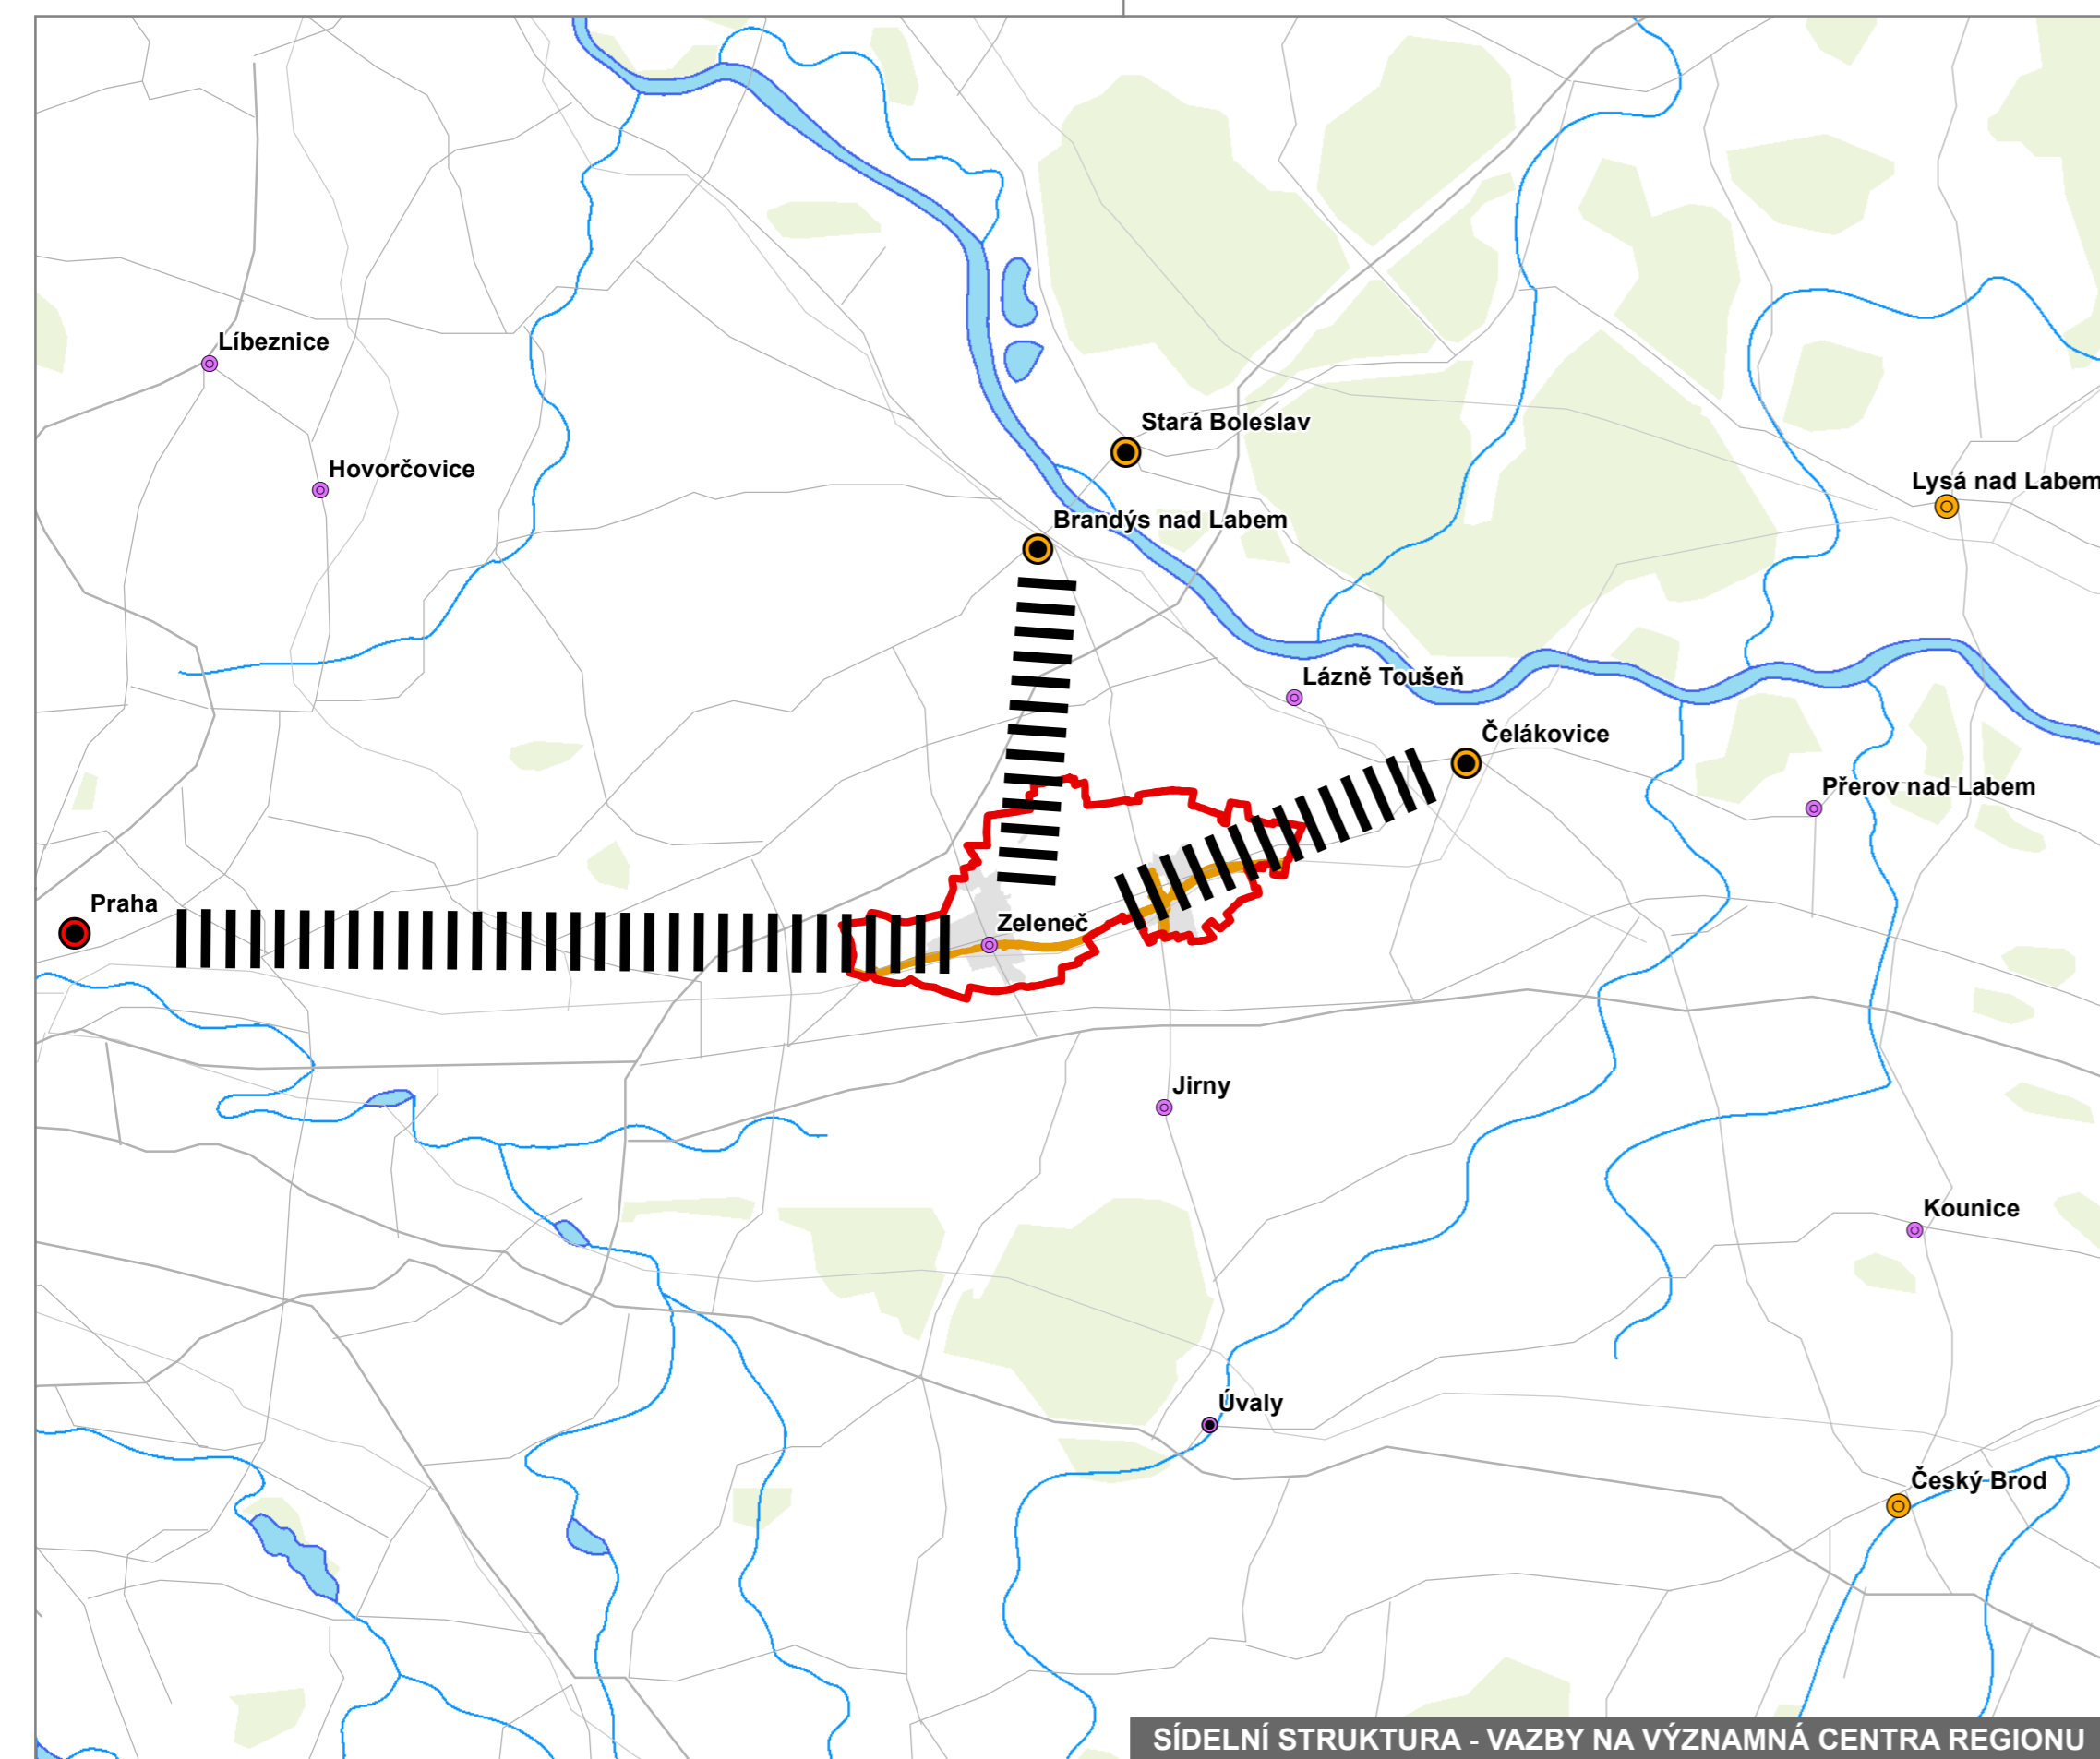 Líbeznice
Stará Boleslav
Hovorčovice
Lysá nad Labem
Brandýs nad Labem
Lázně Toušeň
Čelákovice
Přerov nad Labem
Praha
Zeleneč
Jirny
Kounice
Úvaly
Český Brod
SÍDELNÍ STRUKTURA - VAZBY NA VÝZNAMNÁ CENTRA REGIONU